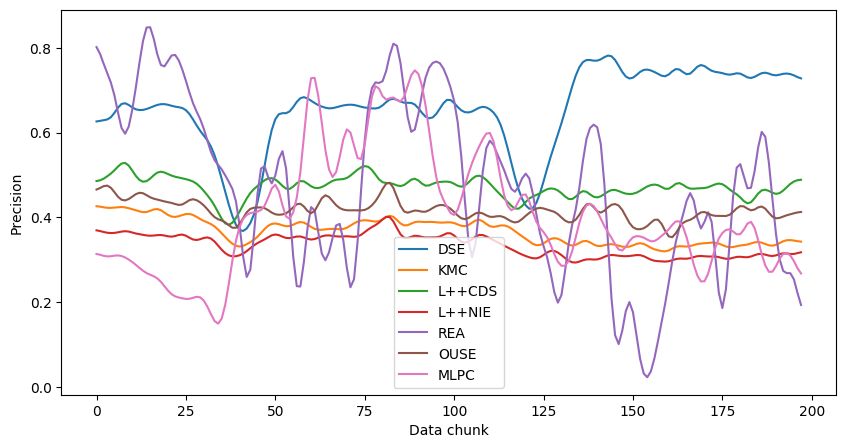 Precision
0.8
0.6
0.4
0.2
0.0
DSE
KMC
L++CDS
L++NIE
REA
OUSE
MLPC
0 25 50 75 100 125 150 175 200
Data chunk